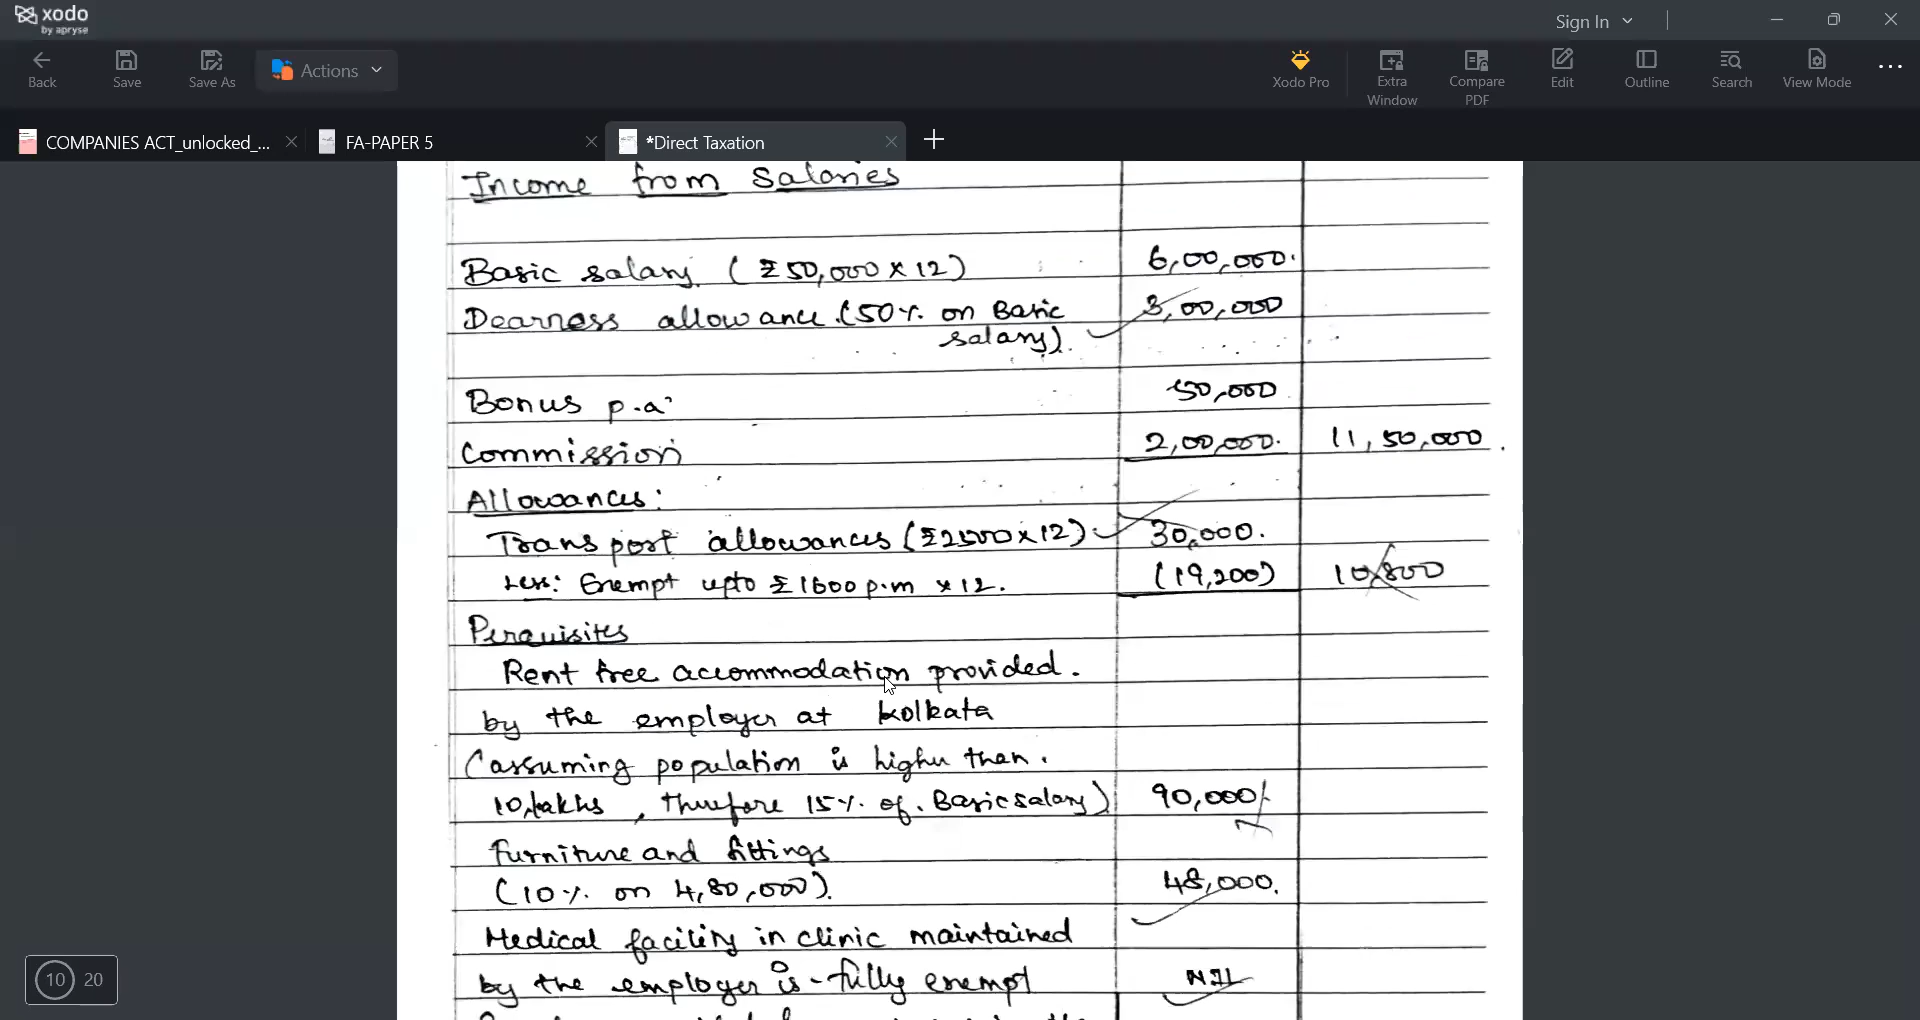 xodo
by apryse
Sign In
Back
Save
Save As
Actions
Xodo Pro
Extra Window
Compare PDF
Edit
Outline
Search
View Mode
COMPANIES ACT_unlocked_...
FA-PAPER 5
*Direct Taxation
Income from Salaries
Basic salary (₹50,000×12) 6,00,000.
Dearness allowance (50% on Basic 3,00,000
salary)
Bonus p.a. 50,000
Commission 2,00,000. 11,50,000
Allowances:
Transport allowances (₹2500×12) 30,000.
Less: Exempt upto ₹1600 p.m ×12. (19,200) 10,800
Perquisites
Rent free accommodation provided.
by the employer at Kolkata
(assuming population is higher than.
10 lakhs, therefore 15% of. Basic salary) 90,000/
Furniture and fittings
(10% on 4,80,000). 48,000.
Medical facility in clinic maintained
by the employer is - fully exempt NIL
10 20